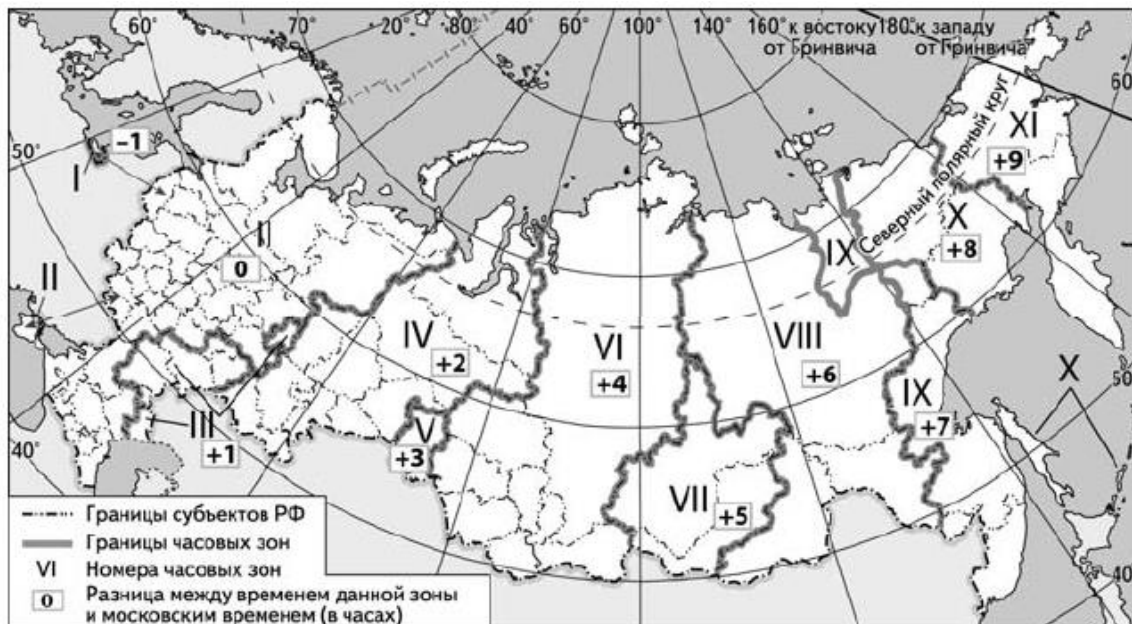 60°
70°
80°
40°
100°
140°
160° к востоку
от Гринвича
180° к западу
от Гринвича
60
50°
I
–1
II
0
II
40°
III
+1
IV
+2
V
+3
VI
+4
VII
+5
VIII
+6
IX
IX
+7
Северный полярный круг
X
+8
XI
+9
X
50
40
Границы субъектов РФ
Границы часовых зон
VI Номера часовых зон
0 Разница между временем данной зоны
и московским временем (в часах)